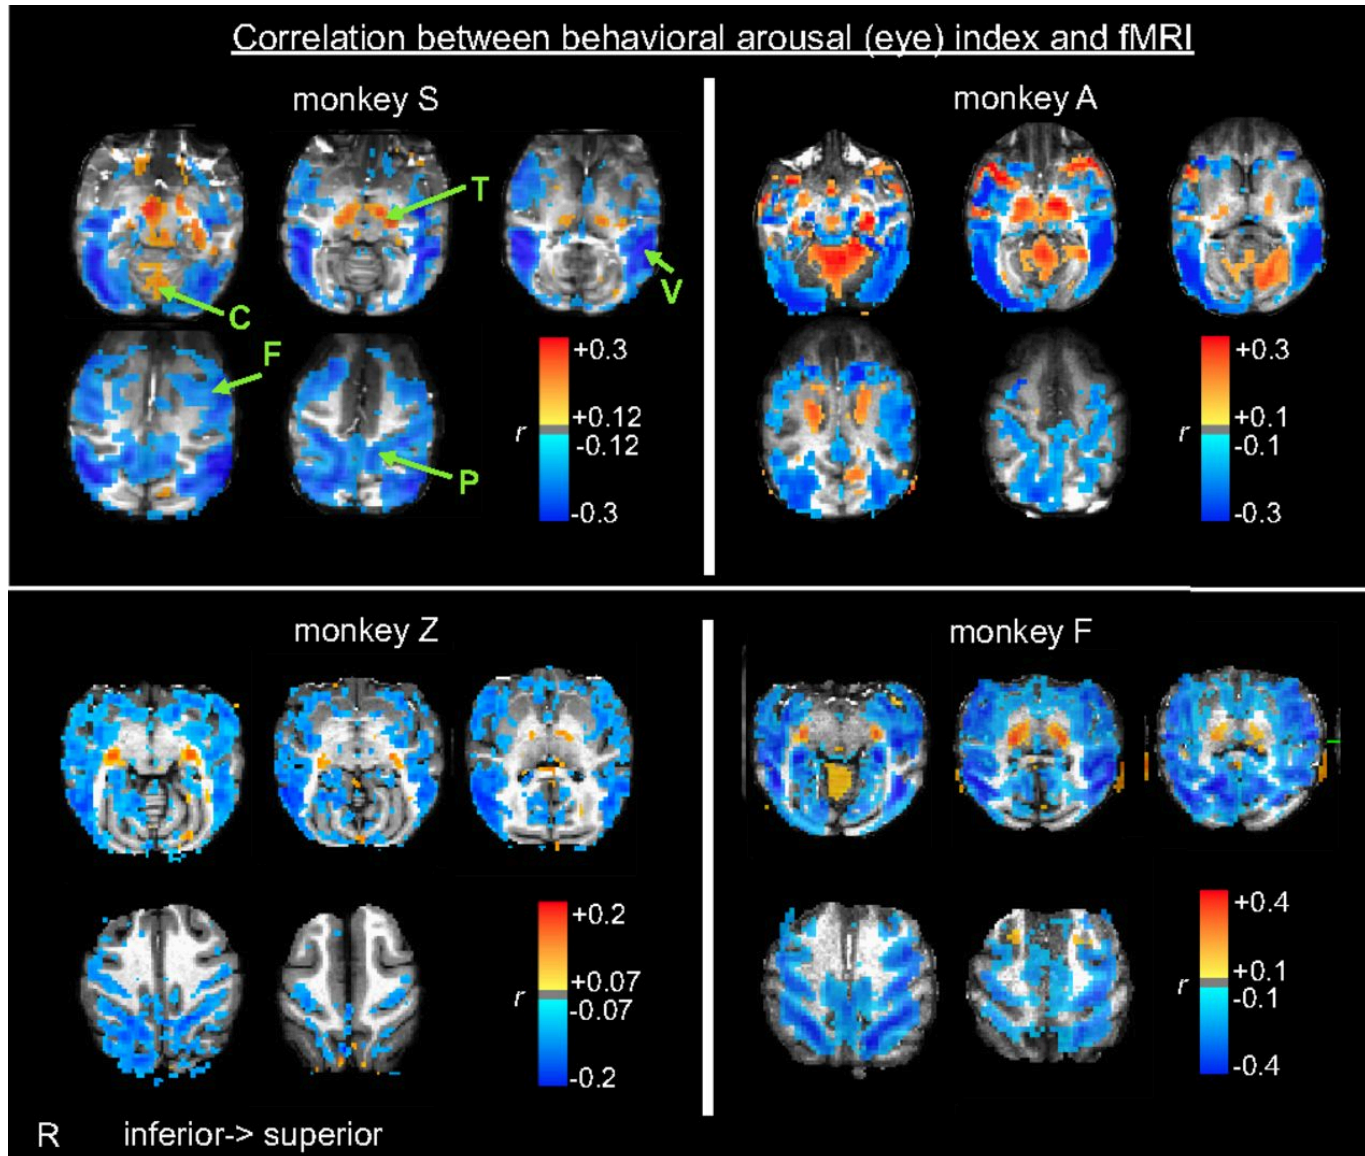 Correlation between behavioral arousal (eye) index and fMRI
monkey S
T
V
C
F
P
r
+0.3
+0.12
-0.12
-0.3
monkey A
r
+0.3
+0.1
-0.1
-0.3
monkey Z
r
+0.2
+0.07
-0.07
-0.2
monkey F
r
+0.4
+0.1
-0.1
-0.4
R inferior-> superior